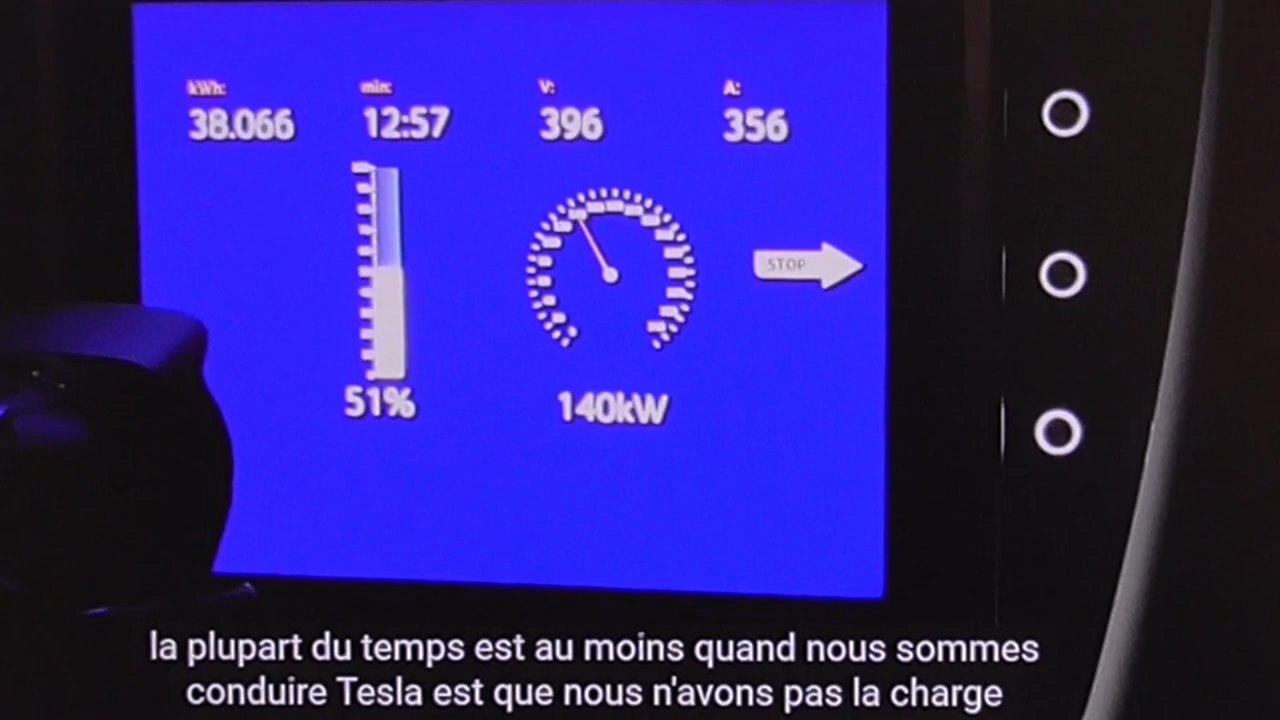 kWh: min: V: A:
38.066 12:57 396 356
STOP
51% 140kW
la plupart du temps est au moins quand nous sommes
conduire Tesla est que nous n'avons pas la charge